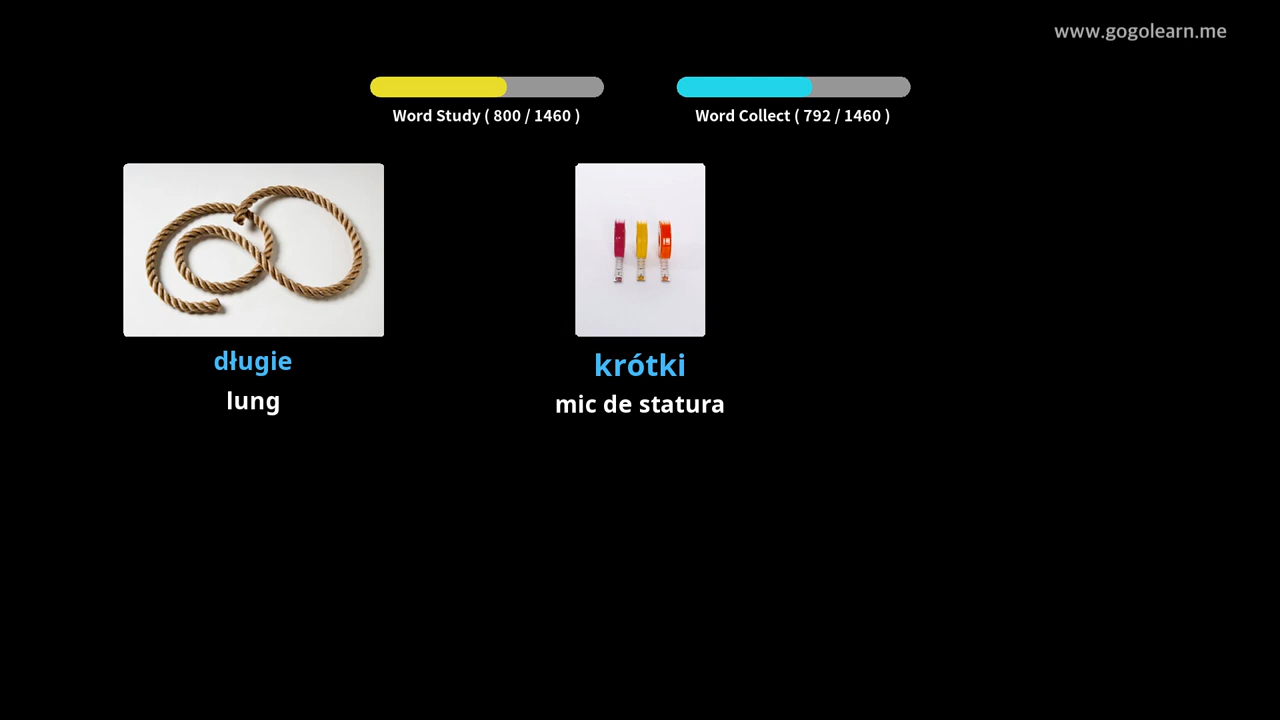 www.gogolearn.me
Word Study ( 800 / 1460 )
Word Collect ( 792 / 1460 )
długie
lung
krótki
mic de statura